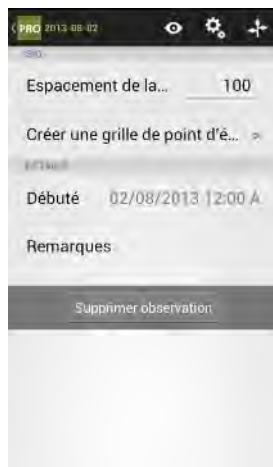 PRO 2013-08-02
Espacement de la... 100
Créer une grille de point d'é... >
DÉTAILS
Débuté 02/08/2013 12:00 A
Remarques
Supprimer observation